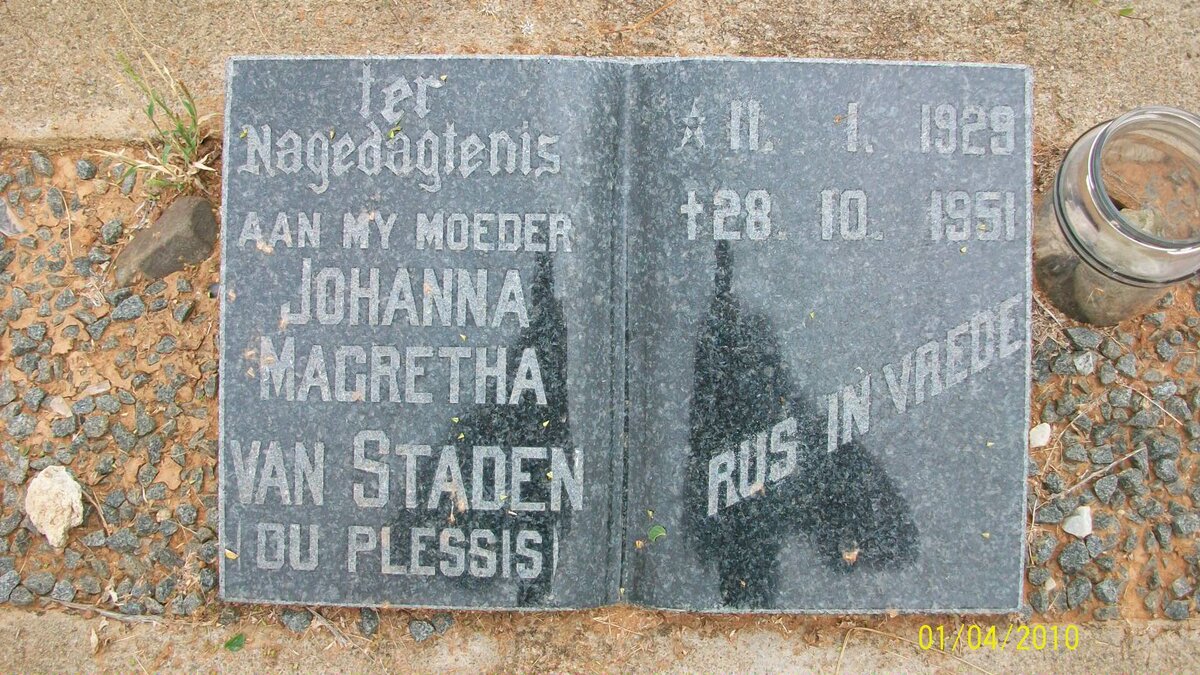 ter
Nagedagtenis
AAN MY MOEDER
JOHANNA
MAGRETHA
VAN STADEN
(DU PLESSIS)
☆ 11. 1. 1929
† 28. 10. 1951
RUS IN VREDE
01/04/2010